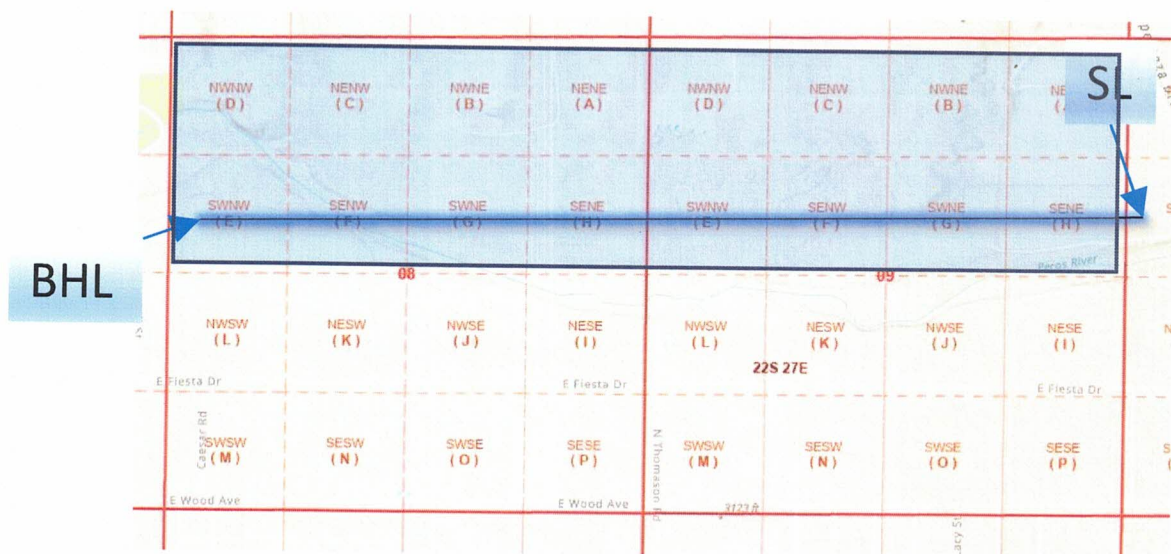 NWNW NENW NWNE NENE NWNW NENW NWNE
(D) (C) (B) (A) (D) (C) (B)
SL
SWNW SENW SWNE SENE SWNW SENW SWNE SENE
(E) (F) (G) (H) (E) (F) (G) (H)
BHL
08
09
Pecos River
NWSW NESW NWSE NESE NWSW NESW NWSE NESE
(L) (K) (J) (I) (L) (K) (J) (I)
22S 27E
E Fiesta Dr
E Fiesta Dr
E Fiesta Dr
Caesar Rd
SWSW SESW SWSE SESE SWSW SESW SWSE SESE
(M) (N) (O) (P) (M) (N) (O) (P)
N Thomason Rd
E Wood Ave
E Wood Ave
3123 ft